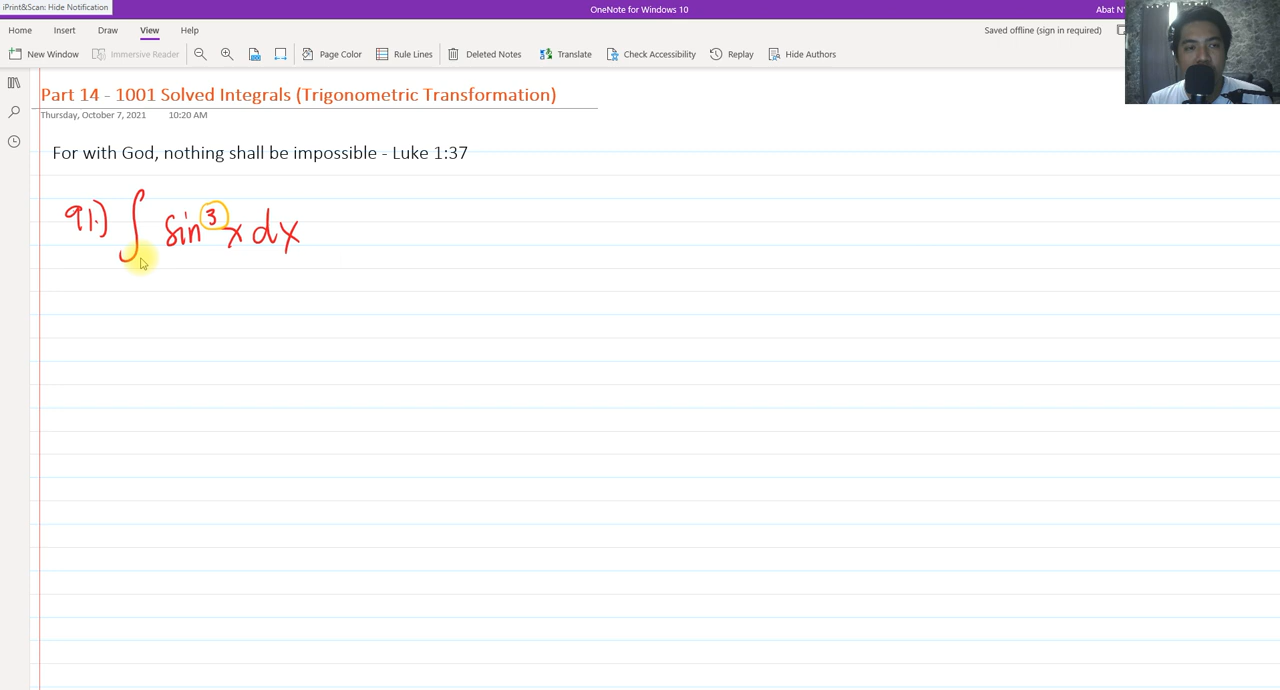 iPrint&Scan: Hide Notification
OneNote for Windows 10
Abat N'
Home Insert Draw View Help
Saved offline (sign in required)
New Window Immersive Reader Page Color Rule Lines Deleted Notes Translate Check Accessibility Replay Hide Authors
Part 14 - 1001 Solved Integrals (Trigonometric Transformation)
Thursday, October 7, 2021 10:20 AM
For with God, nothing shall be impossible - Luke 1:37
91.) ∫ sin³x dx